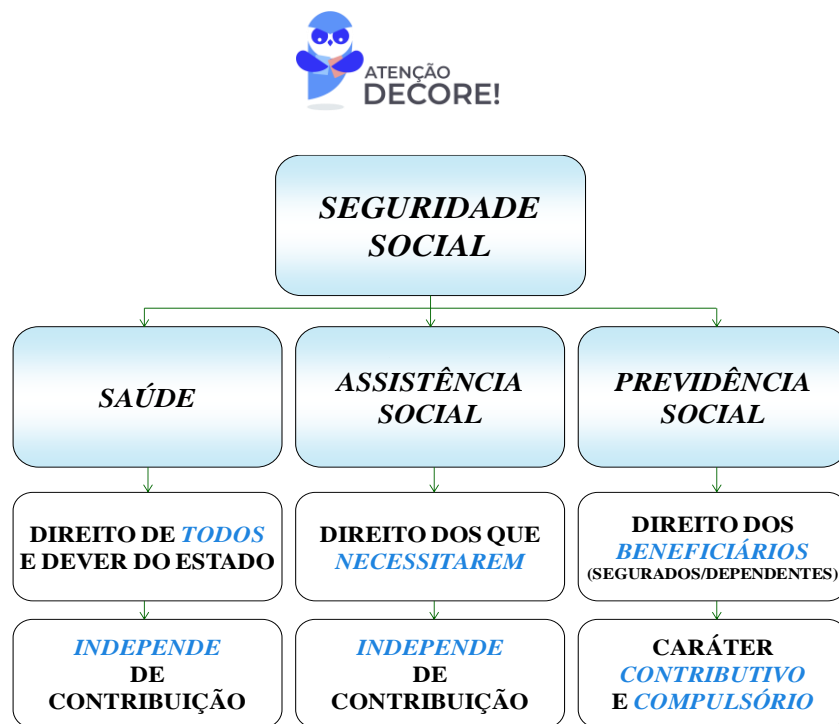 ATENÇÃO
DECORE!
SEGURIDADE
SOCIAL
SAÚDE
ASSISTÊNCIA
SOCIAL
PREVIDÊNCIA
SOCIAL
DIREITO DE TODOS
E DEVER DO ESTADO
DIREITO DOS QUE
NECESSITAREM
DIREITO DOS
BENEFICIÁRIOS
(SEGURADOS/DEPENDENTES)
INDEPENDE
DE
CONTRIBUIÇÃO
INDEPENDE
DE
CONTRIBUIÇÃO
CARÁTER
CONTRIBUTIVO
E COMPULSÓRIO